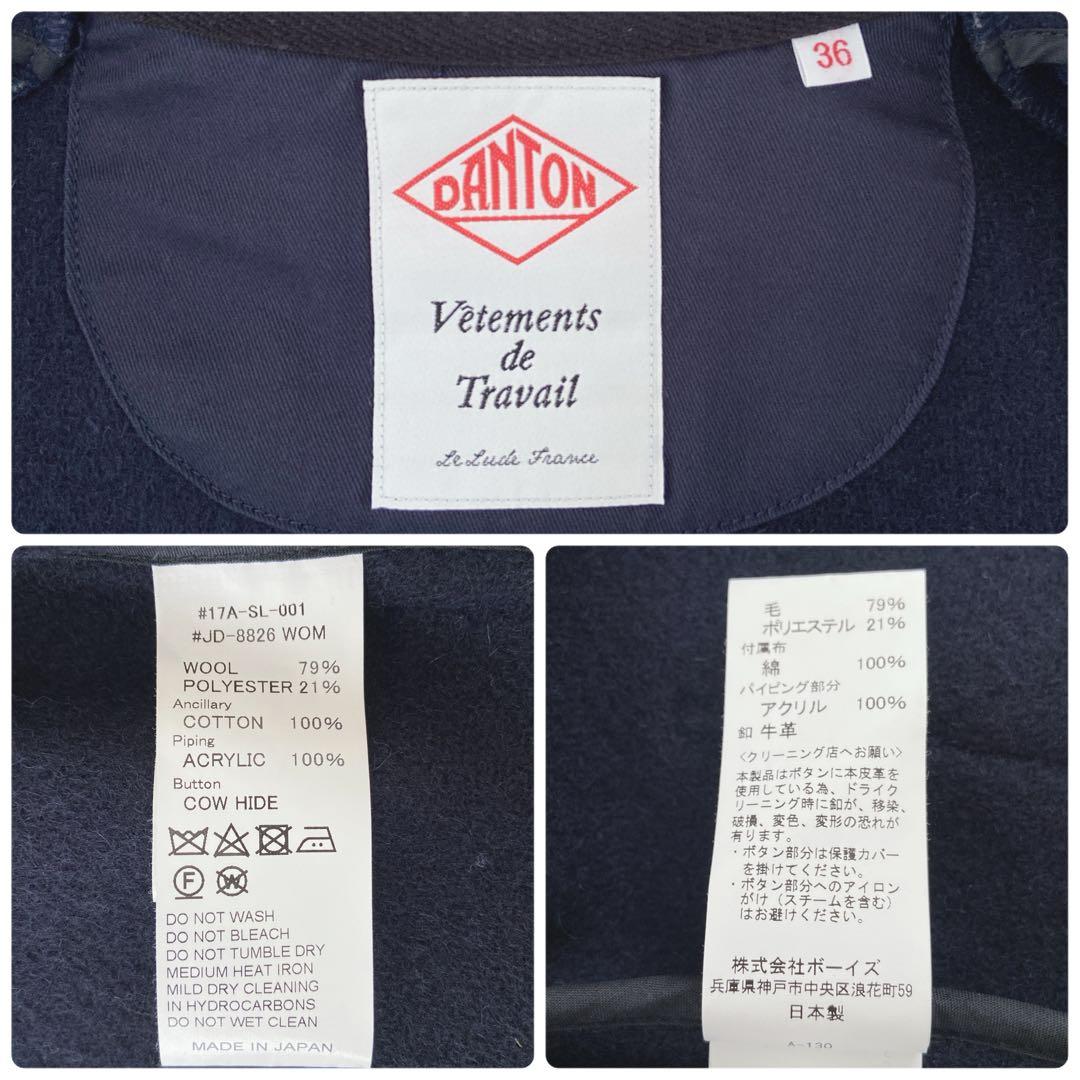 36
DANTON
Vêtements
de
Travail
Le Lude France
#17A-SL-001
#JD-8826 WOM
WOOL 79%
POLYESTER 21%
Ancillary
COTTON 100%
Piping
ACRYLIC 100%
Button
COW HIDE
F
W
DO NOT WASH
DO NOT BLEACH
DO NOT TUMBLE DRY
MEDIUM HEAT IRON
MILD DRY CLEANING
IN HYDROCARBONS
DO NOT WET CLEAN
MADE IN JAPAN
毛 79%
ポリエステル 21%
付属布
綿 100%
パイピング部分
アクリル 100%
釦 牛革
<クリーニング店へお願い>
本製品はボタンに本皮革を
使用している為、ドライク
リーニング時に釦が、移染、
破損、変色、変形の恐れが
有ります。
・ボタン部分は保護カバー
を掛けてください。
・ボタン部分へのアイロン
がけ(スチームを含む)
はお避けください。
株式会社ボーイズ
兵庫県神戸市中央区浪花町59
日本製
A-130